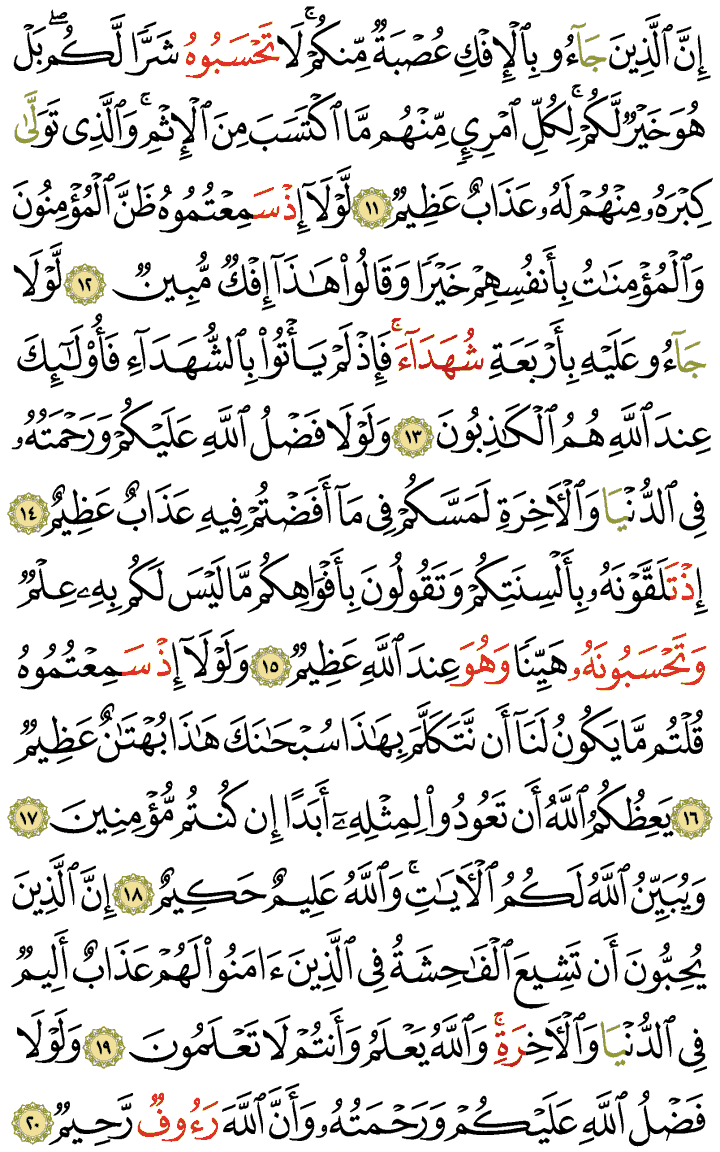 إِنَّ ٱلَّذِينَ جَآءُو بِٱلۡإِفۡكِ عُصۡبَةٞ مِّنكُمۡۚ لَا تَحۡسَبُوهُ شَرّٗا لَّكُمۖ بَلۡ
هُوَ خَيۡرٞ لَّكُمۡۚ لِكُلِّ ٱمۡرِيٕٖ مِّنۡهُم مَّا ٱكۡتَسَبَ مِنَ ٱلۡإِثۡمِۚ وَٱلَّذِي تَوَلَّىٰ
كِبۡرَهُۥ مِنۡهُمۡ لَهُۥ عَذَابٌ عَظِيمٞ ١١ لَّوۡلَآ إِذۡ سَمِعۡتُمُوهُ ظَنَّ ٱلۡمُؤۡمِنُونَ
وَٱلۡمُؤۡمِنَٰتُ بِأَنفُسِهِمۡ خَيۡرٗا وَقَالُواْ هَٰذَآ إِفۡكٞ مُّبِينٞ ١٢ لَّوۡلَا
جَآءُو عَلَيۡهِ بِأَرۡبَعَةِ شُهَدَآءَۚ فَإِذۡ لَمۡ يَأۡتُواْ بِٱلشُّهَدَآءِ فَأُوْلَٰٓئِكَ
عِندَ ٱللَّهِ هُمُ ٱلۡكَٰذِبُونَ ١٣ وَلَوۡلَا فَضۡلُ ٱللَّهِ عَلَيۡكُمۡ وَرَحۡمَتُهُۥ
فِي ٱلدُّنۡيَا وَٱلۡأٓخِرَةِ لَمَسَّكُمۡ فِي مَآ أَفَضۡتُمۡ فِيهِ عَذَابٌ عَظِيمٌ ١٤
إِذۡ تَلَقَّوۡنَهُۥ بِأَلۡسِنَتِكُمۡ وَتَقُولُونَ بِأَفۡوَاهِكُم مَّا لَيۡسَ لَكُم بِهِۦ عِلۡمٞ
وَتَحۡسَبُونَهُۥ هَيِّنٗا وَهُوَ عِندَ ٱللَّهِ عَظِيمٞ ١٥ وَلَوۡلَآ إِذۡ سَمِعۡتُمُوهُ
قُلۡتُم مَّا يَكُونُ لَنَآ أَن نَّتَكَلَّمَ بِهَٰذَا سُبۡحَٰنَكَ هَٰذَا بُهۡتَٰنٌ عَظِيمٞ
١٦ يَعِظُكُمُ ٱللَّهُ أَن تَعُودُواْ لِمِثۡلِهِۦٓ أَبَدًا إِن كُنتُم مُّؤۡمِنِينَ ١٧
وَيُبَيِّنُ ٱللَّهُ لَكُمُ ٱلۡأٓيَٰتِۚ وَٱللَّهُ عَلِيمٌ حَكِيمٌ ١٨ إِنَّ ٱلَّذِينَ
يُحِبُّونَ أَن تَشِيعَ ٱلۡفَٰحِشَةُ فِي ٱلَّذِينَ ءَامَنُواْ لَهُمۡ عَذَابٌ أَلِيمٞ
فِي ٱلدُّنۡيَا وَٱلۡأٓخِرَةِۚ وَٱللَّهُ يَعۡلَمُ وَأَنتُمۡ لَا تَعۡلَمُونَ ١٩ وَلَوۡلَا
فَضۡلُ ٱللَّهِ عَلَيۡكُمۡ وَرَحۡمَتُهُۥ وَأَنَّ ٱللَّهَ رَءُوفٞ رَّحِيمٞ ٢٠